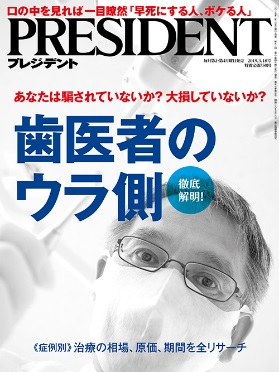 口の中を見れば一目瞭然「早死にする人、ボケる人」
PRESIDENT
プレジデント
あなたは騙されていないか？ 大損していないか？
歯医者の
ウラ側
徹底
解明!
《症例別》治療の相場、原価、期間を全リサーチ